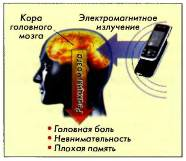 Кора
головного
мозга
Электромагнитное
излучение
Реакция мозга
• Головная боль
• Невнимательность
• Плохая память